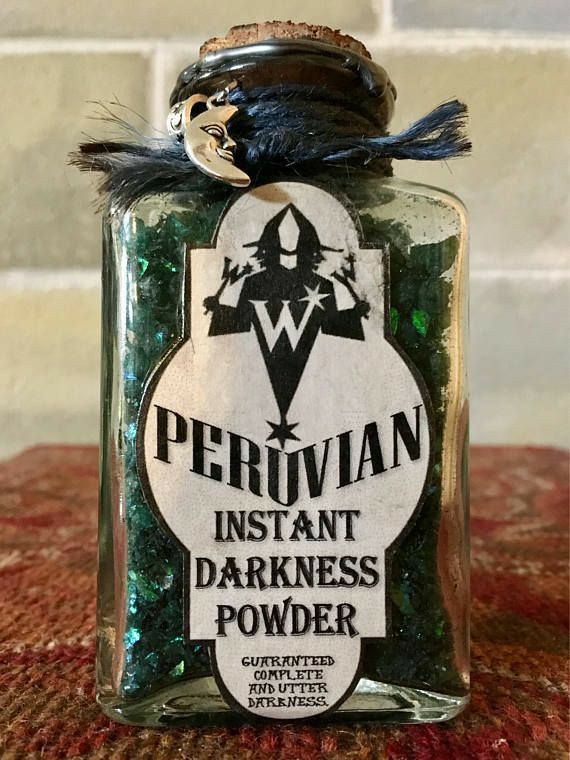 W
PERUVIAN
INSTANT
DARKNESS
POWDER
GUARANTEED
COMPLETE
AND UTTER
DARKNESS.